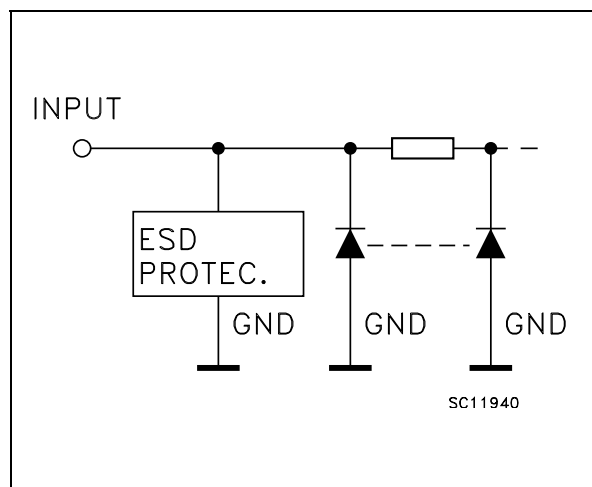 INPUT
ESD
PROTEC.
GND
GND
GND
SC11940